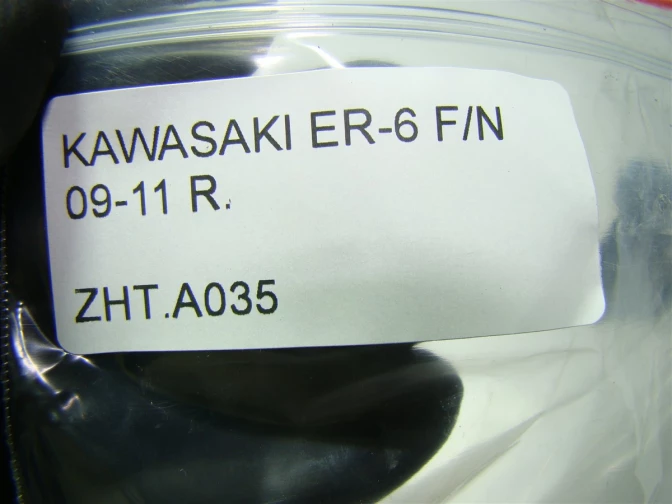 KAWASAKI ER-6 F/N
09-11 R.
ZHT.A035